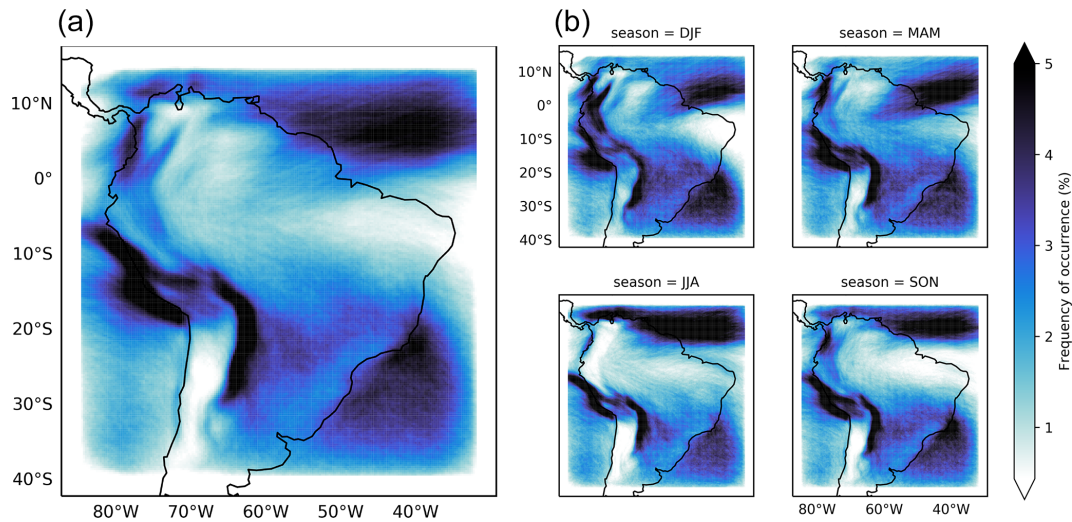 (a)
10°N
0°
10°S
20°S
30°S
40°S
80°W 70°W 60°W 50°W 40°W
(b)
season = DJF
season = MAM
10°N
0°
10°S
20°S
30°S
40°S
season = JJA
season = SON
80°W 60°W 40°W
5
4
3
2
1
Frequency of occurrence (%)